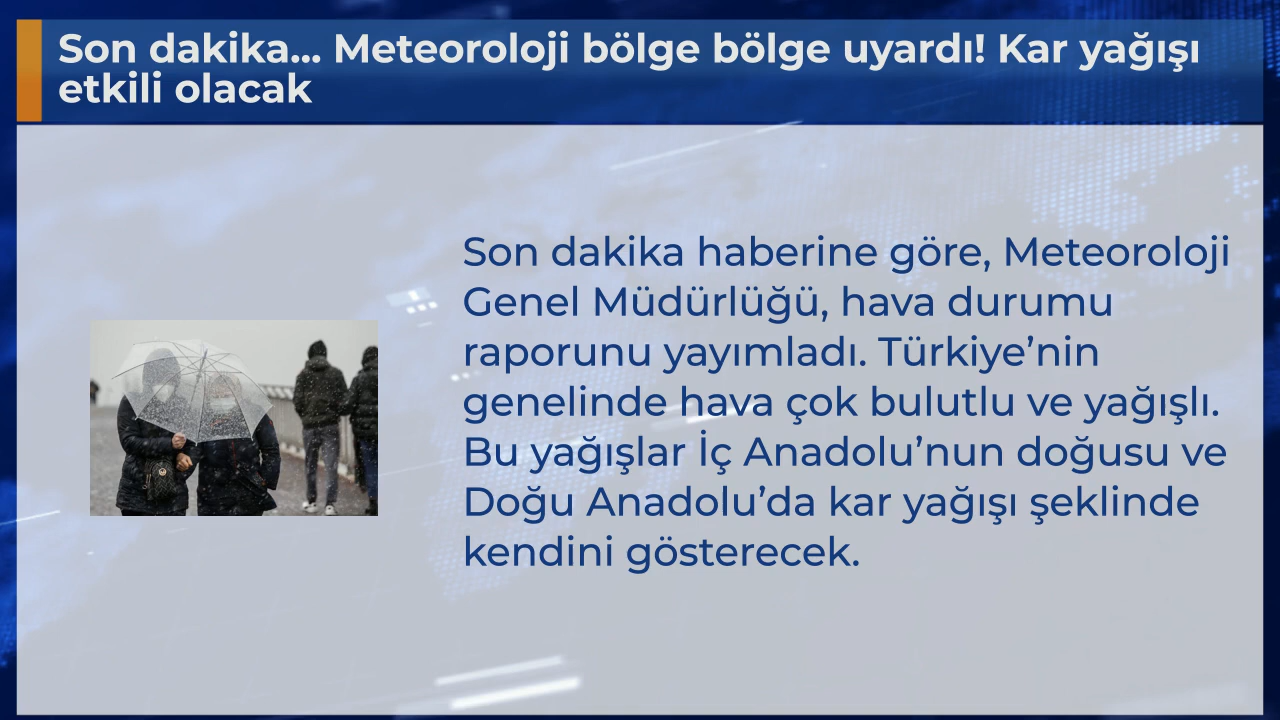 Son dakika... Meteoroloji bölge bölge uyardı! Kar yağışı
etkili olacak
Son dakika haberine göre, Meteoroloji
Genel Müdürlüğü, hava durumu
raporunu yayımladı. Türkiye’nin
genelinde hava çok bulutlu ve yağışlı.
Bu yağışlar İç Anadolu’nun doğusu ve
Doğu Anadolu’da kar yağışı şeklinde
kendini gösterecek.